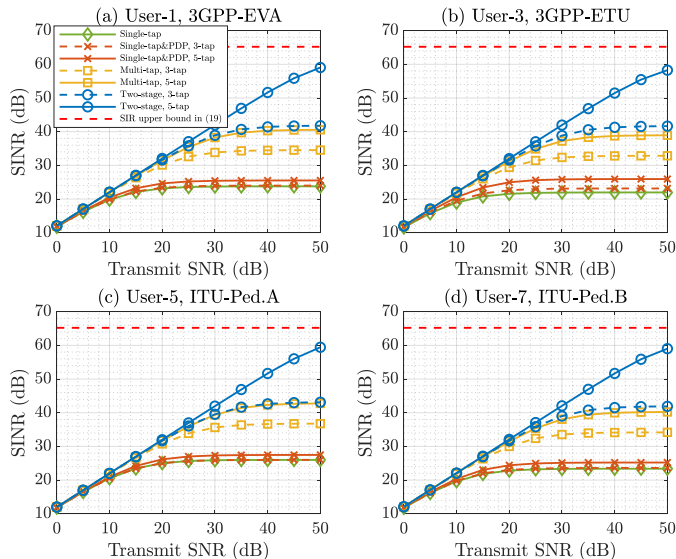 (a) User-1, 3GPP-EVA
(b) User-3, 3GPP-ETU
70
60
50
40
30
20
10
SINR (dB)
Single-tap
Single-tap&PDP, 3-tap
Single-tap&PDP, 5-tap
Multi-tap, 3-tap
Multi-tap, 5-tap
Two-stage, 3-tap
Two-stage, 5-tap
SIR upper bound in (19)
0 10 20 30 40 50
Transmit SNR (dB)
70
60
50
40
30
20
10
SINR (dB)
0 10 20 30 40 50
Transmit SNR (dB)
(c) User-5, ITU-Ped.A
(d) User-7, ITU-Ped.B
70
60
50
40
30
20
10
SINR (dB)
0 10 20 30 40 50
Transmit SNR (dB)
70
60
50
40
30
20
10
SINR (dB)
0 10 20 30 40 50
Transmit SNR (dB)